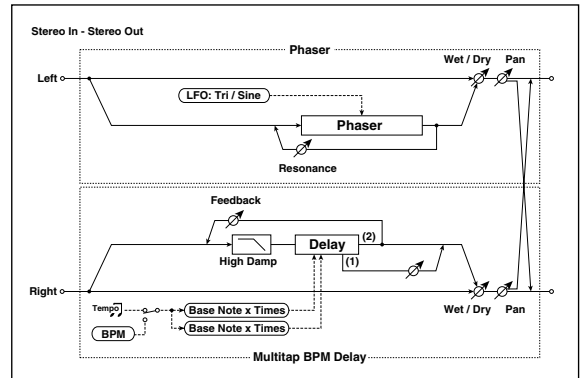 Stereo In - Stereo Out
Phaser
Wet / Dry
Pan
Left
LFO: Tri / Sine
Phaser
Resonance
Feedback
High Damp
Delay
(2)
(1)
Right
Tempo
BPM
Base Note x Times
Base Note x Times
Wet / Dry
Pan
Multitap BPM Delay